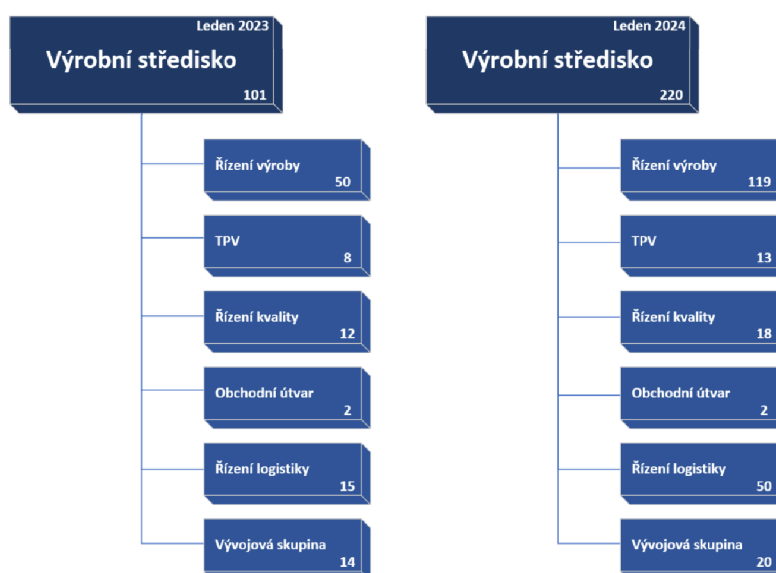 Leden 2023
Výrobní středisko
101
Řízení výroby
50
TPV
8
Řízení kvality
12
Obchodní útvar
2
Řízení logistiky
15
Vývojová skupina
14
Leden 2024
Výrobní středisko
220
Řízení výroby
119
TPV
13
Řízení kvality
18
Obchodní útvar
2
Řízení logistiky
50
Vývojová skupina
20